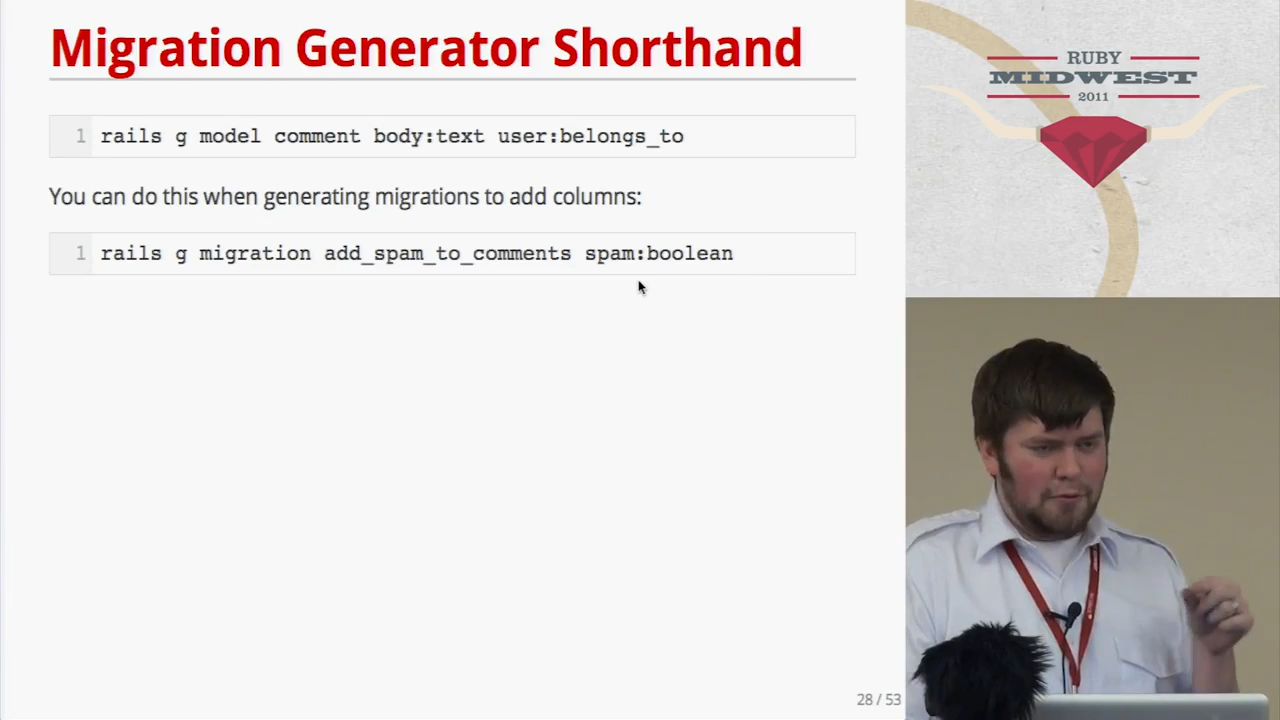 Migration Generator Shorthand
1 rails g model comment body:text user:belongs_to
You can do this when generating migrations to add columns:
1 rails g migration add_spam_to_comments spam:boolean
28 / 53
RUBY
MIDWEST
2011